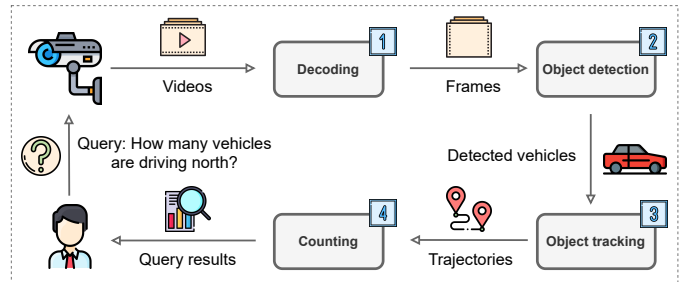 1
2
Decoding
Object detection
Videos
Frames
Query: How many vehicles
are driving north?
Detected vehicles
4
3
Counting
Object tracking
Query results
Trajectories